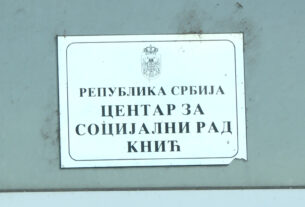 РЕПУБЛИКА СРБИЈА
ЦЕНТАР ЗА
СОЦИЈАЛНИ РАД
КНИЋ